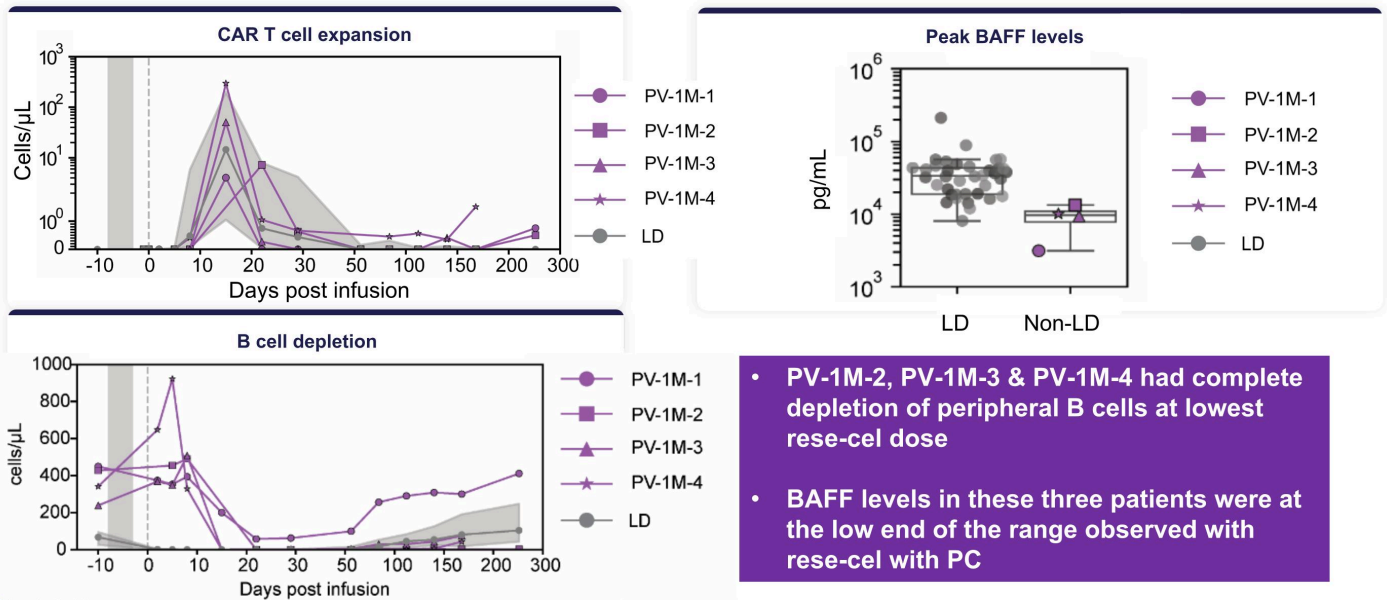 CAR T cell expansion
10³
10²
10¹
10⁰
0
Cells/µL
-10 0 10 20 30 50 100 150 200 300
Days post infusion
PV-1M-1
PV-1M-2
PV-1M-3
PV-1M-4
LD
Peak BAFF levels
10⁶
10⁵
10⁴
10³
pg/mL
LD Non-LD
PV-1M-1
PV-1M-2
PV-1M-3
PV-1M-4
LD
B cell depletion
1000
800
600
400
200
0
cells/µL
-10 0 10 20 30 50 100 150 200 300
Days post infusion
PV-1M-1
PV-1M-2
PV-1M-3
PV-1M-4
LD
• PV-1M-2, PV-1M-3 & PV-1M-4 had complete
depletion of peripheral B cells at lowest
rese-cel dose
• BAFF levels in these three patients were at
the low end of the range observed with
rese-cel with PC